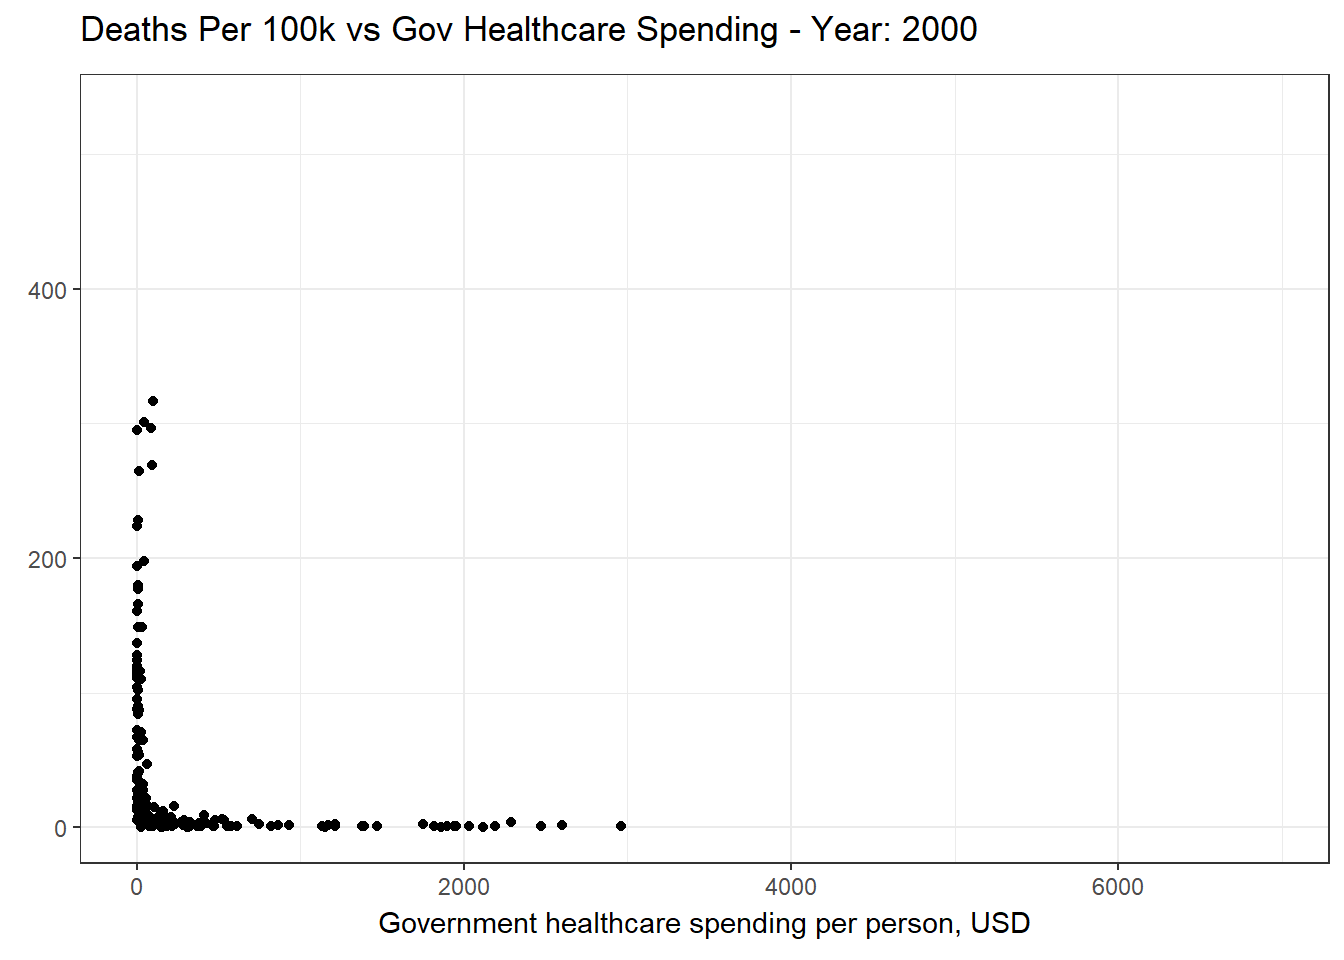 Deaths Per 100k vs Gov Healthcare Spending - Year: 2000
400
200
0
0 2000 4000 6000
Government healthcare spending per person, USD